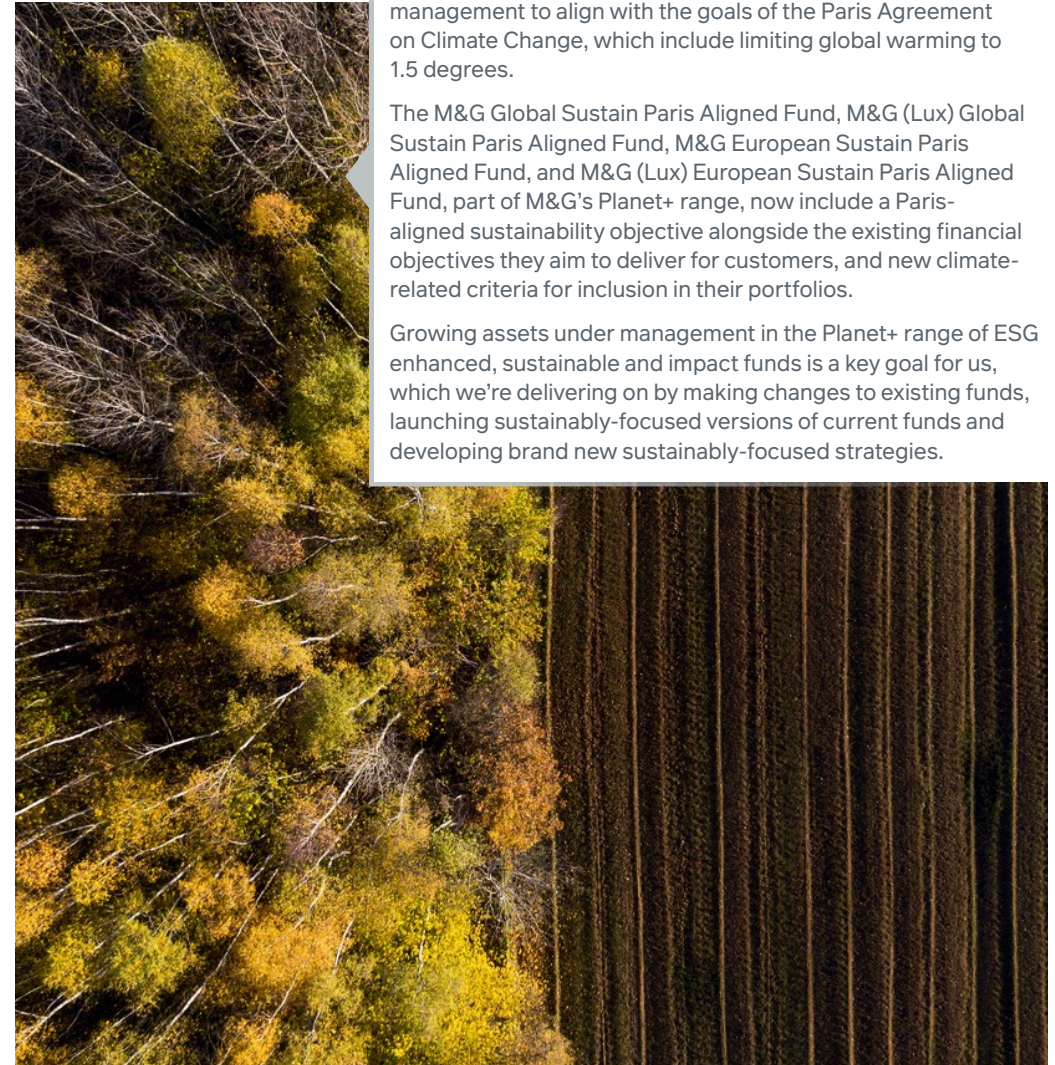 management to align with the goals of the Paris Agreement
on Climate Change, which include limiting global warming to
1.5 degrees.
The M&G Global Sustain Paris Aligned Fund, M&G (Lux) Global
Sustain Paris Aligned Fund, M&G European Sustain Paris
Aligned Fund, and M&G (Lux) European Sustain Paris Aligned
Fund, part of M&G’s Planet+ range, now include a Paris-
aligned sustainability objective alongside the existing financial
objectives they aim to deliver for customers, and new climate-
related criteria for inclusion in their portfolios.
Growing assets under management in the Planet+ range of ESG
enhanced, sustainable and impact funds is a key goal for us,
which we’re delivering on by making changes to existing funds,
launching sustainably-focused versions of current funds and
developing brand new sustainably-focused strategies.